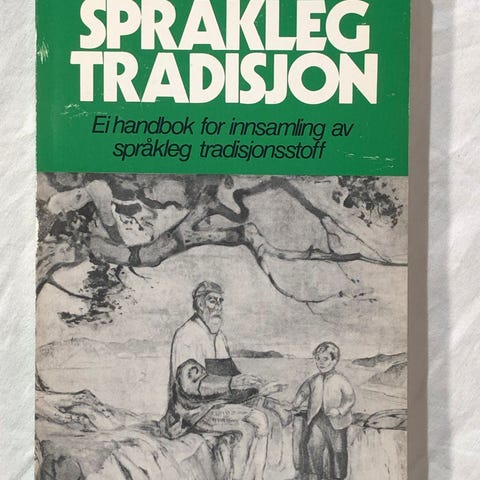 SPRÅKLEG
TRADISJON
Ei handbok for innsamling av
språkleg tradisjonsstoff